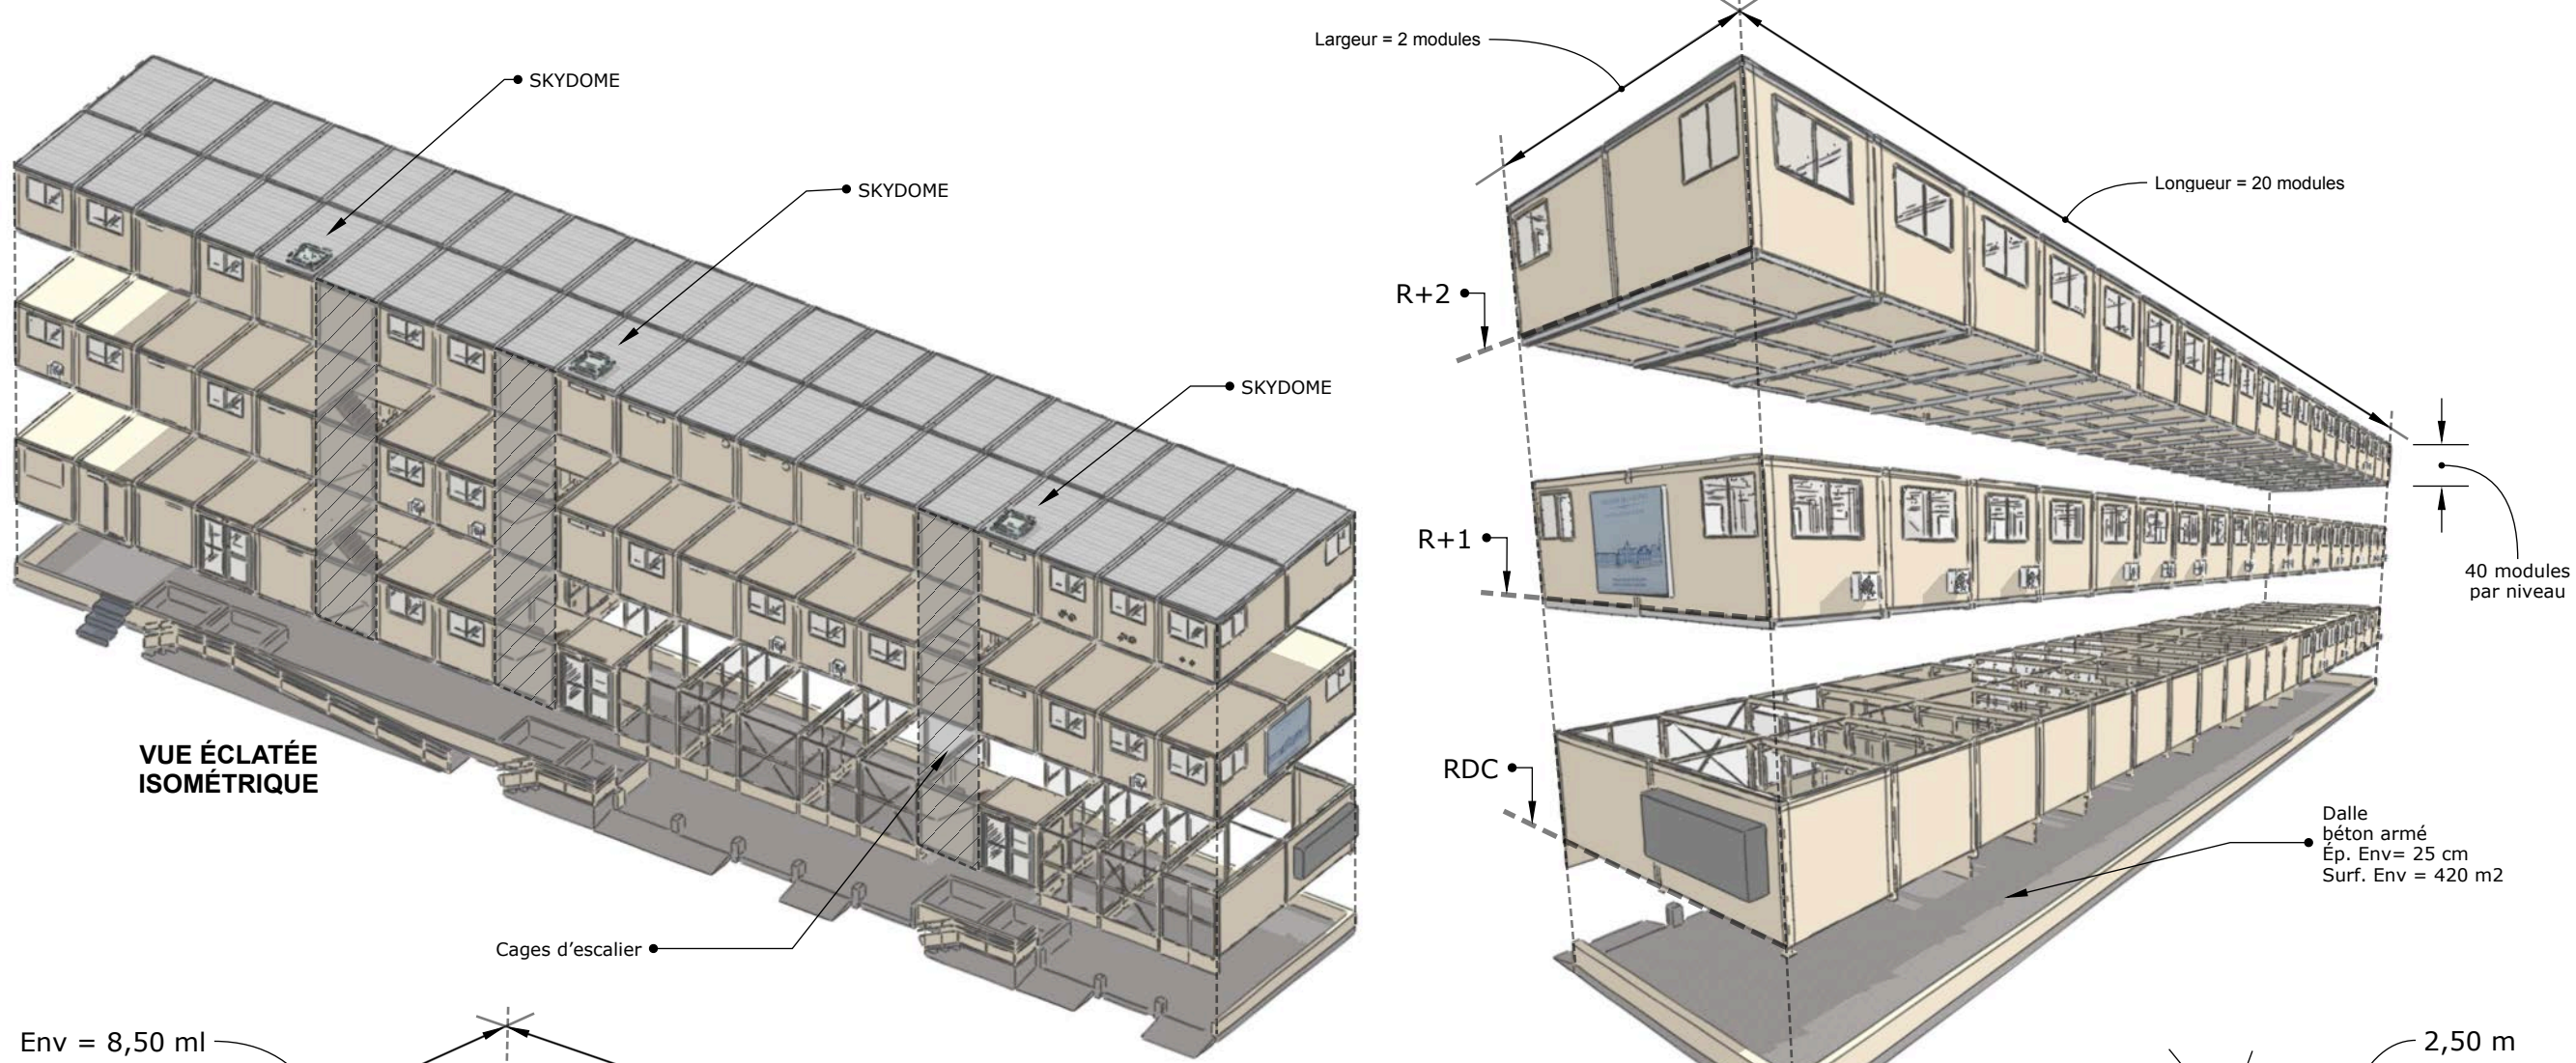 SKYDOME
SKYDOME
SKYDOME
Cages d'escalier
VUE ÉCLATÉE
ISOMÉTRIQUE
Env = 8,50 ml
Largeur = 2 modules
Longueur = 20 modules
R+2
R+1
RDC
40 modules
par niveau
Dalle
béton armé
Ép. Env= 25 cm
Surf. Env = 420 m2
2,50 m